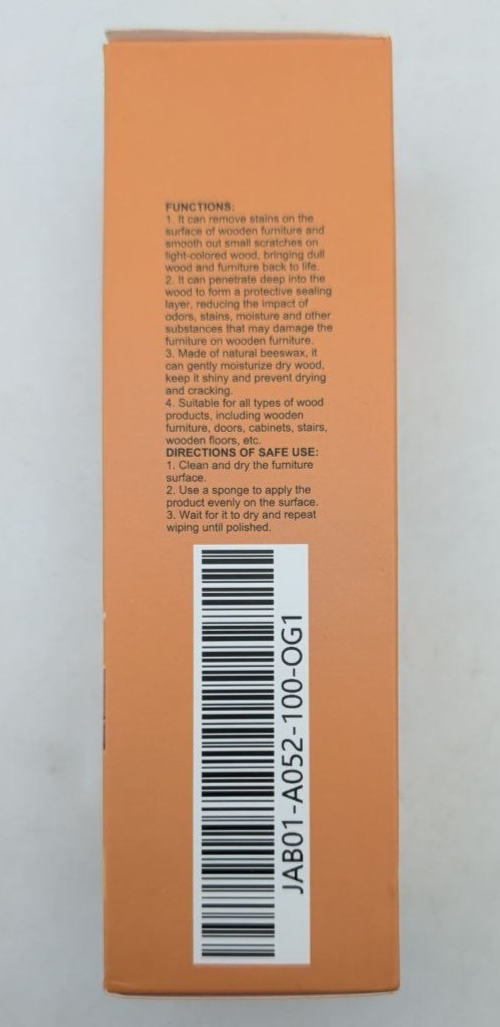 FUNCTIONS:
1. It can remove stains on the
surface of wooden furniture and
smooth out small scratches on
light-colored wood, bringing dull
wood and furniture back to life.
2. It can penetrate deep into the
wood to form a protective sealing
layer, reducing the impact of
odors, stains, moisture and other
substances that may damage the
furniture on wooden furniture.
3. Made of natural beeswax, it
can gently moisturize dry wood,
keep it shiny and prevent drying
and cracking.
4. Suitable for all types of wood
products, including wooden
furniture, doors, cabinets, stairs,
wooden floors, etc.
DIRECTIONS OF SAFE USE:
1. Clean and dry the furniture
surface.
2. Use a sponge to apply the
product evenly on the surface.
3. Wait for it to dry and repeat
wiping until polished.
JAB01-A052-100-OG1